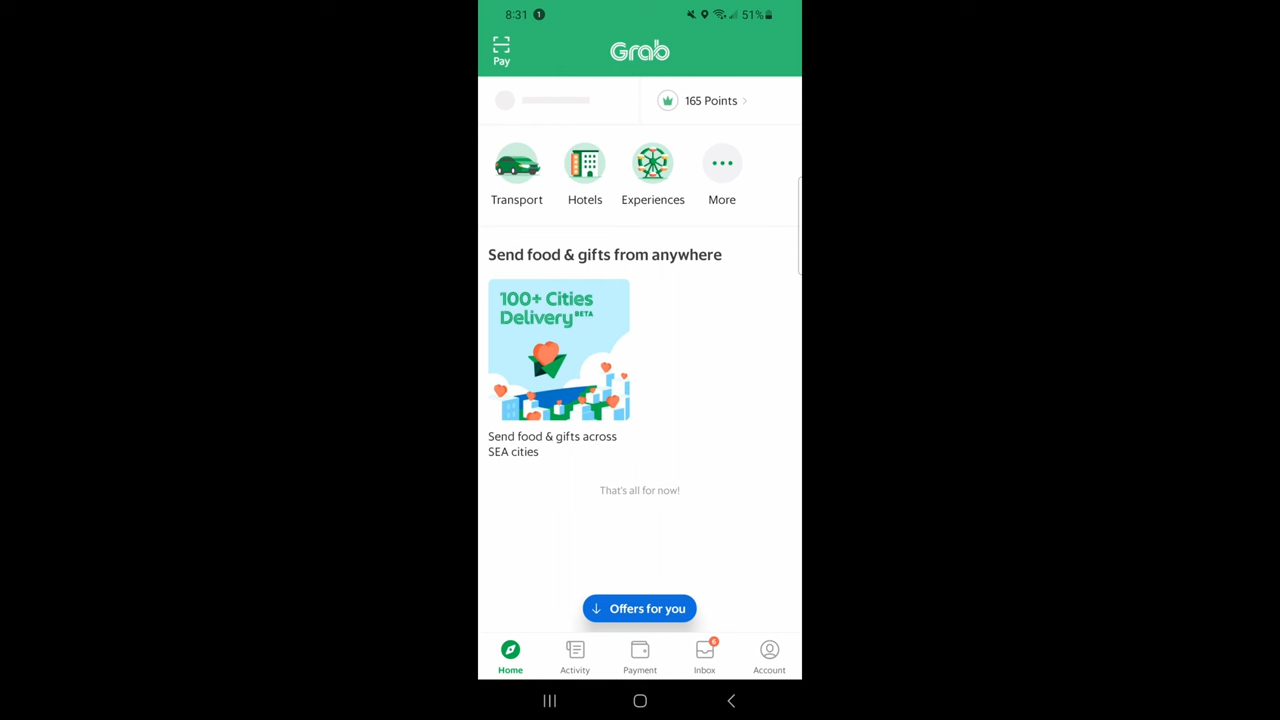 8:31 1 51%
Pay
Grab
165 Points
Transport
Hotels
Experiences
More
Send food & gifts from anywhere
100+ Cities
Delivery BETA
Send food & gifts across
SEA cities
That's all for now!
Offers for you
6
Home
Activity
Payment
Inbox
Account